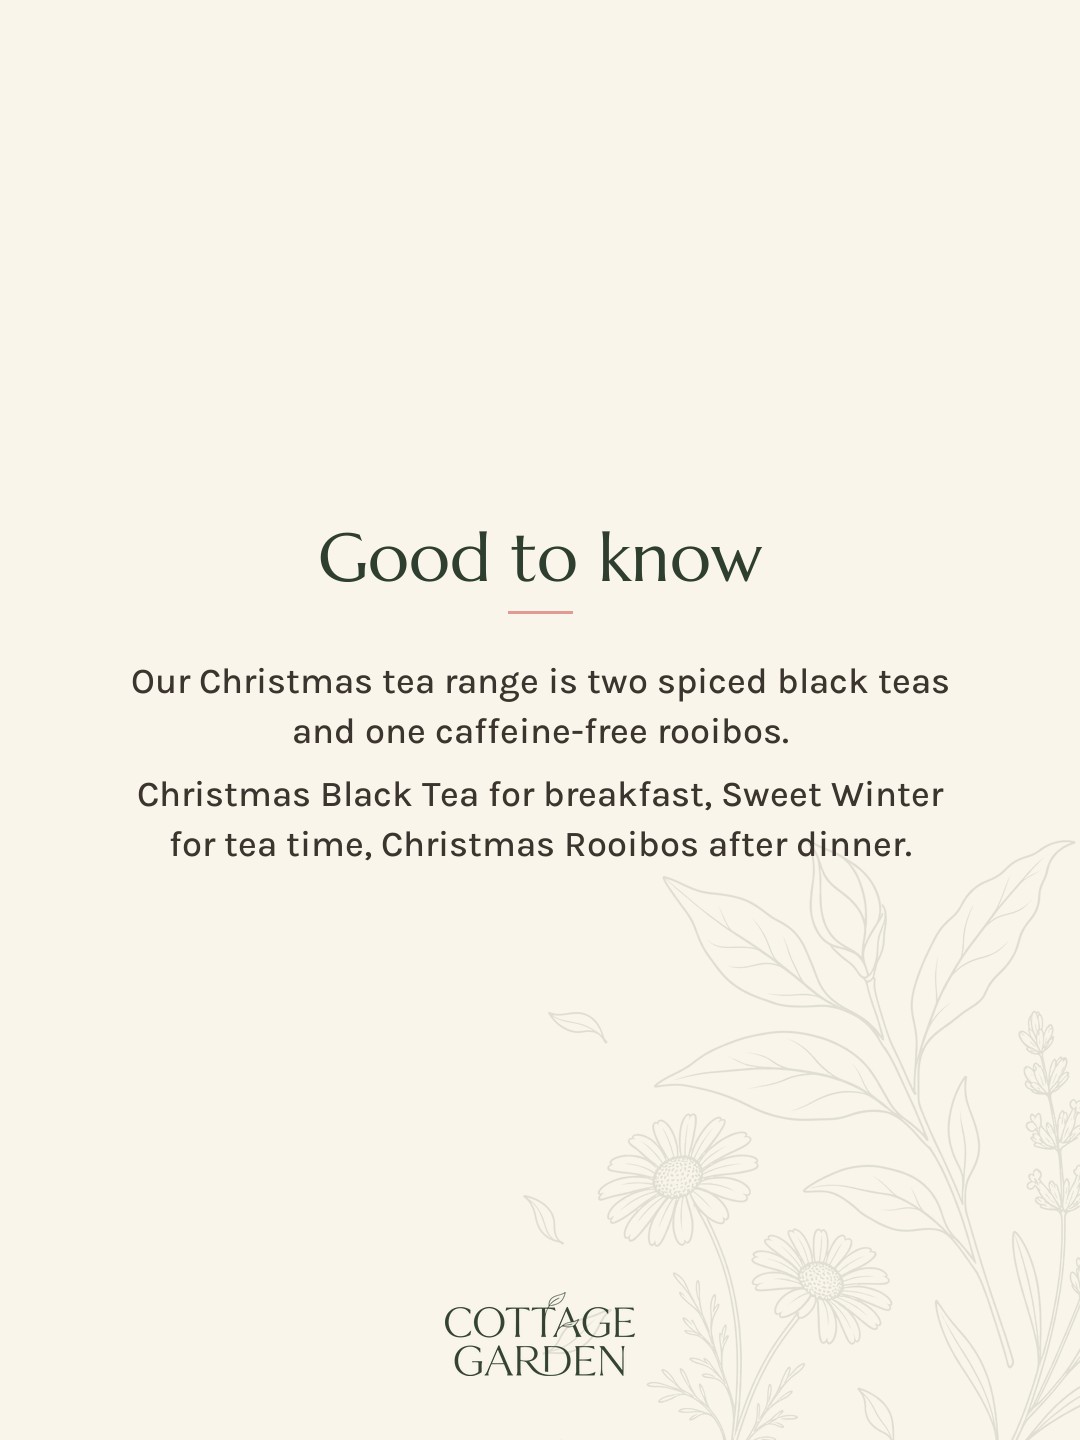 Good to know
Our Christmas tea range is two spiced black teas
and one caffeine-free rooibos.
Christmas Black Tea for breakfast, Sweet Winter
for tea time, Christmas Rooibos after dinner.
COTTAGE
GARDEN